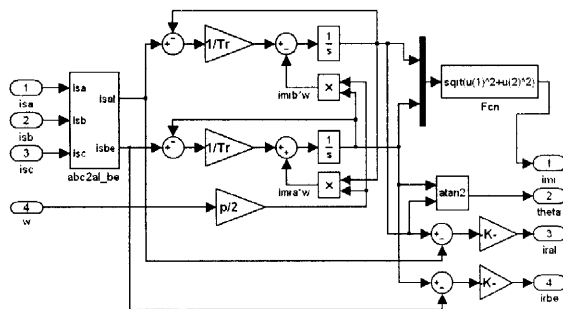 1
isa
2
isb
3
isc
4
w
isa
isb
isc
isal
isbe
abc2al_be
1/Tr
1
s
imib*w
×
1/Tr
1
s
imra*w
×
p/2
sqrt(u(1)^2+u(2)^2)
Fcn
atan2
1
imr
2
theta
-K-
3
iral
-K-
4
irbe